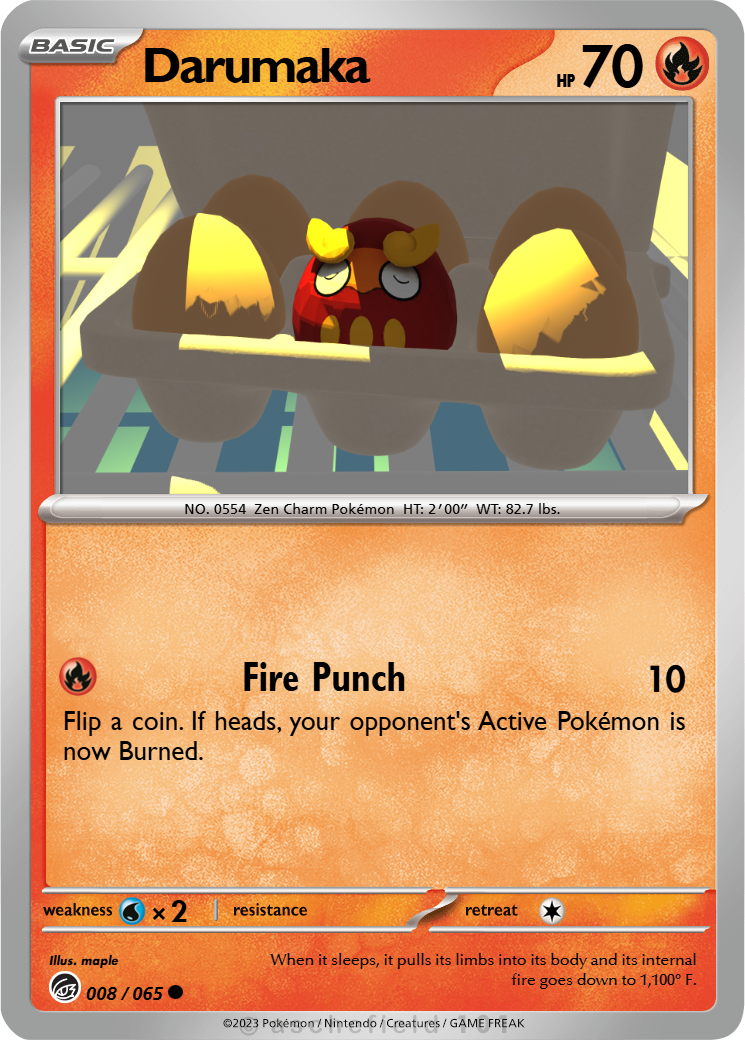 BASIC
Darumaka
HP 70
NO. 0554 Zen Charm Pokémon HT: 2'00" WT: 82.7 lbs.
Fire Punch 10
Flip a coin. If heads, your opponent's Active Pokémon is
now Burned.
weakness × 2 resistance retreat
Illus. maple
When it sleeps, it pulls its limbs into its body and its internal
fire goes down to 1,100° F.
008 / 065
©2023 Pokémon / Nintendo / Creatures / GAME FREAK